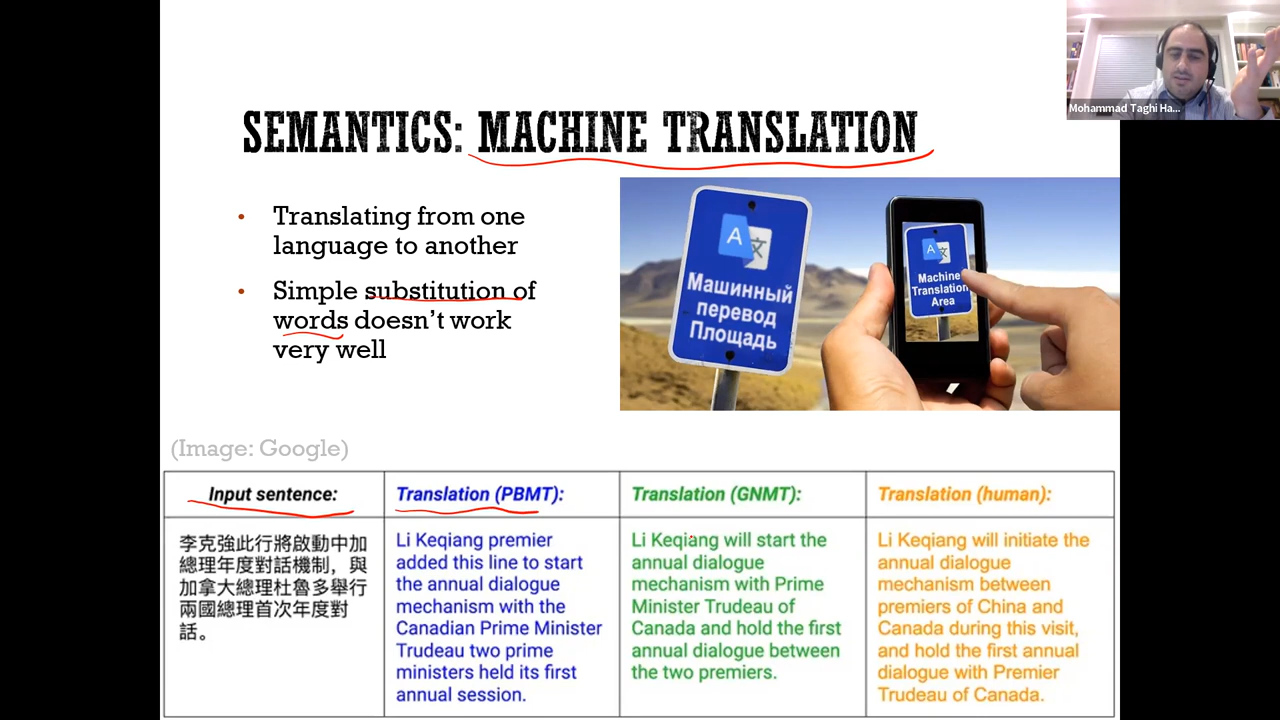 Mohammad Taghi Ha...
SEMANTICS: MACHINE TRANSLATION
• Translating from one
language to another
• Simple substitution of
words doesn't work
very well
A 文
Машинный
перевод
Площадь
A 文
Machine
Translation
Area
(Image: Google)
Input sentence:
李克強此行將啟動中加
總理年度對話機制，與
加拿大總理杜魯多舉行
兩國總理首次年度對
話。
Translation (PBMT):
Li Keqiang premier
added this line to start
the annual dialogue
mechanism with the
Canadian Prime Minister
Trudeau two prime
ministers held its first
annual session.
Translation (GNMT):
Li Keqiang will start the
annual dialogue
mechanism with Prime
Minister Trudeau of
Canada and hold the first
annual dialogue between
the two premiers.
Translation (human):
Li Keqiang will initiate the
annual dialogue
mechanism between
premiers of China and
Canada during this visit,
and hold the first annual
dialogue with Premier
Trudeau of Canada.